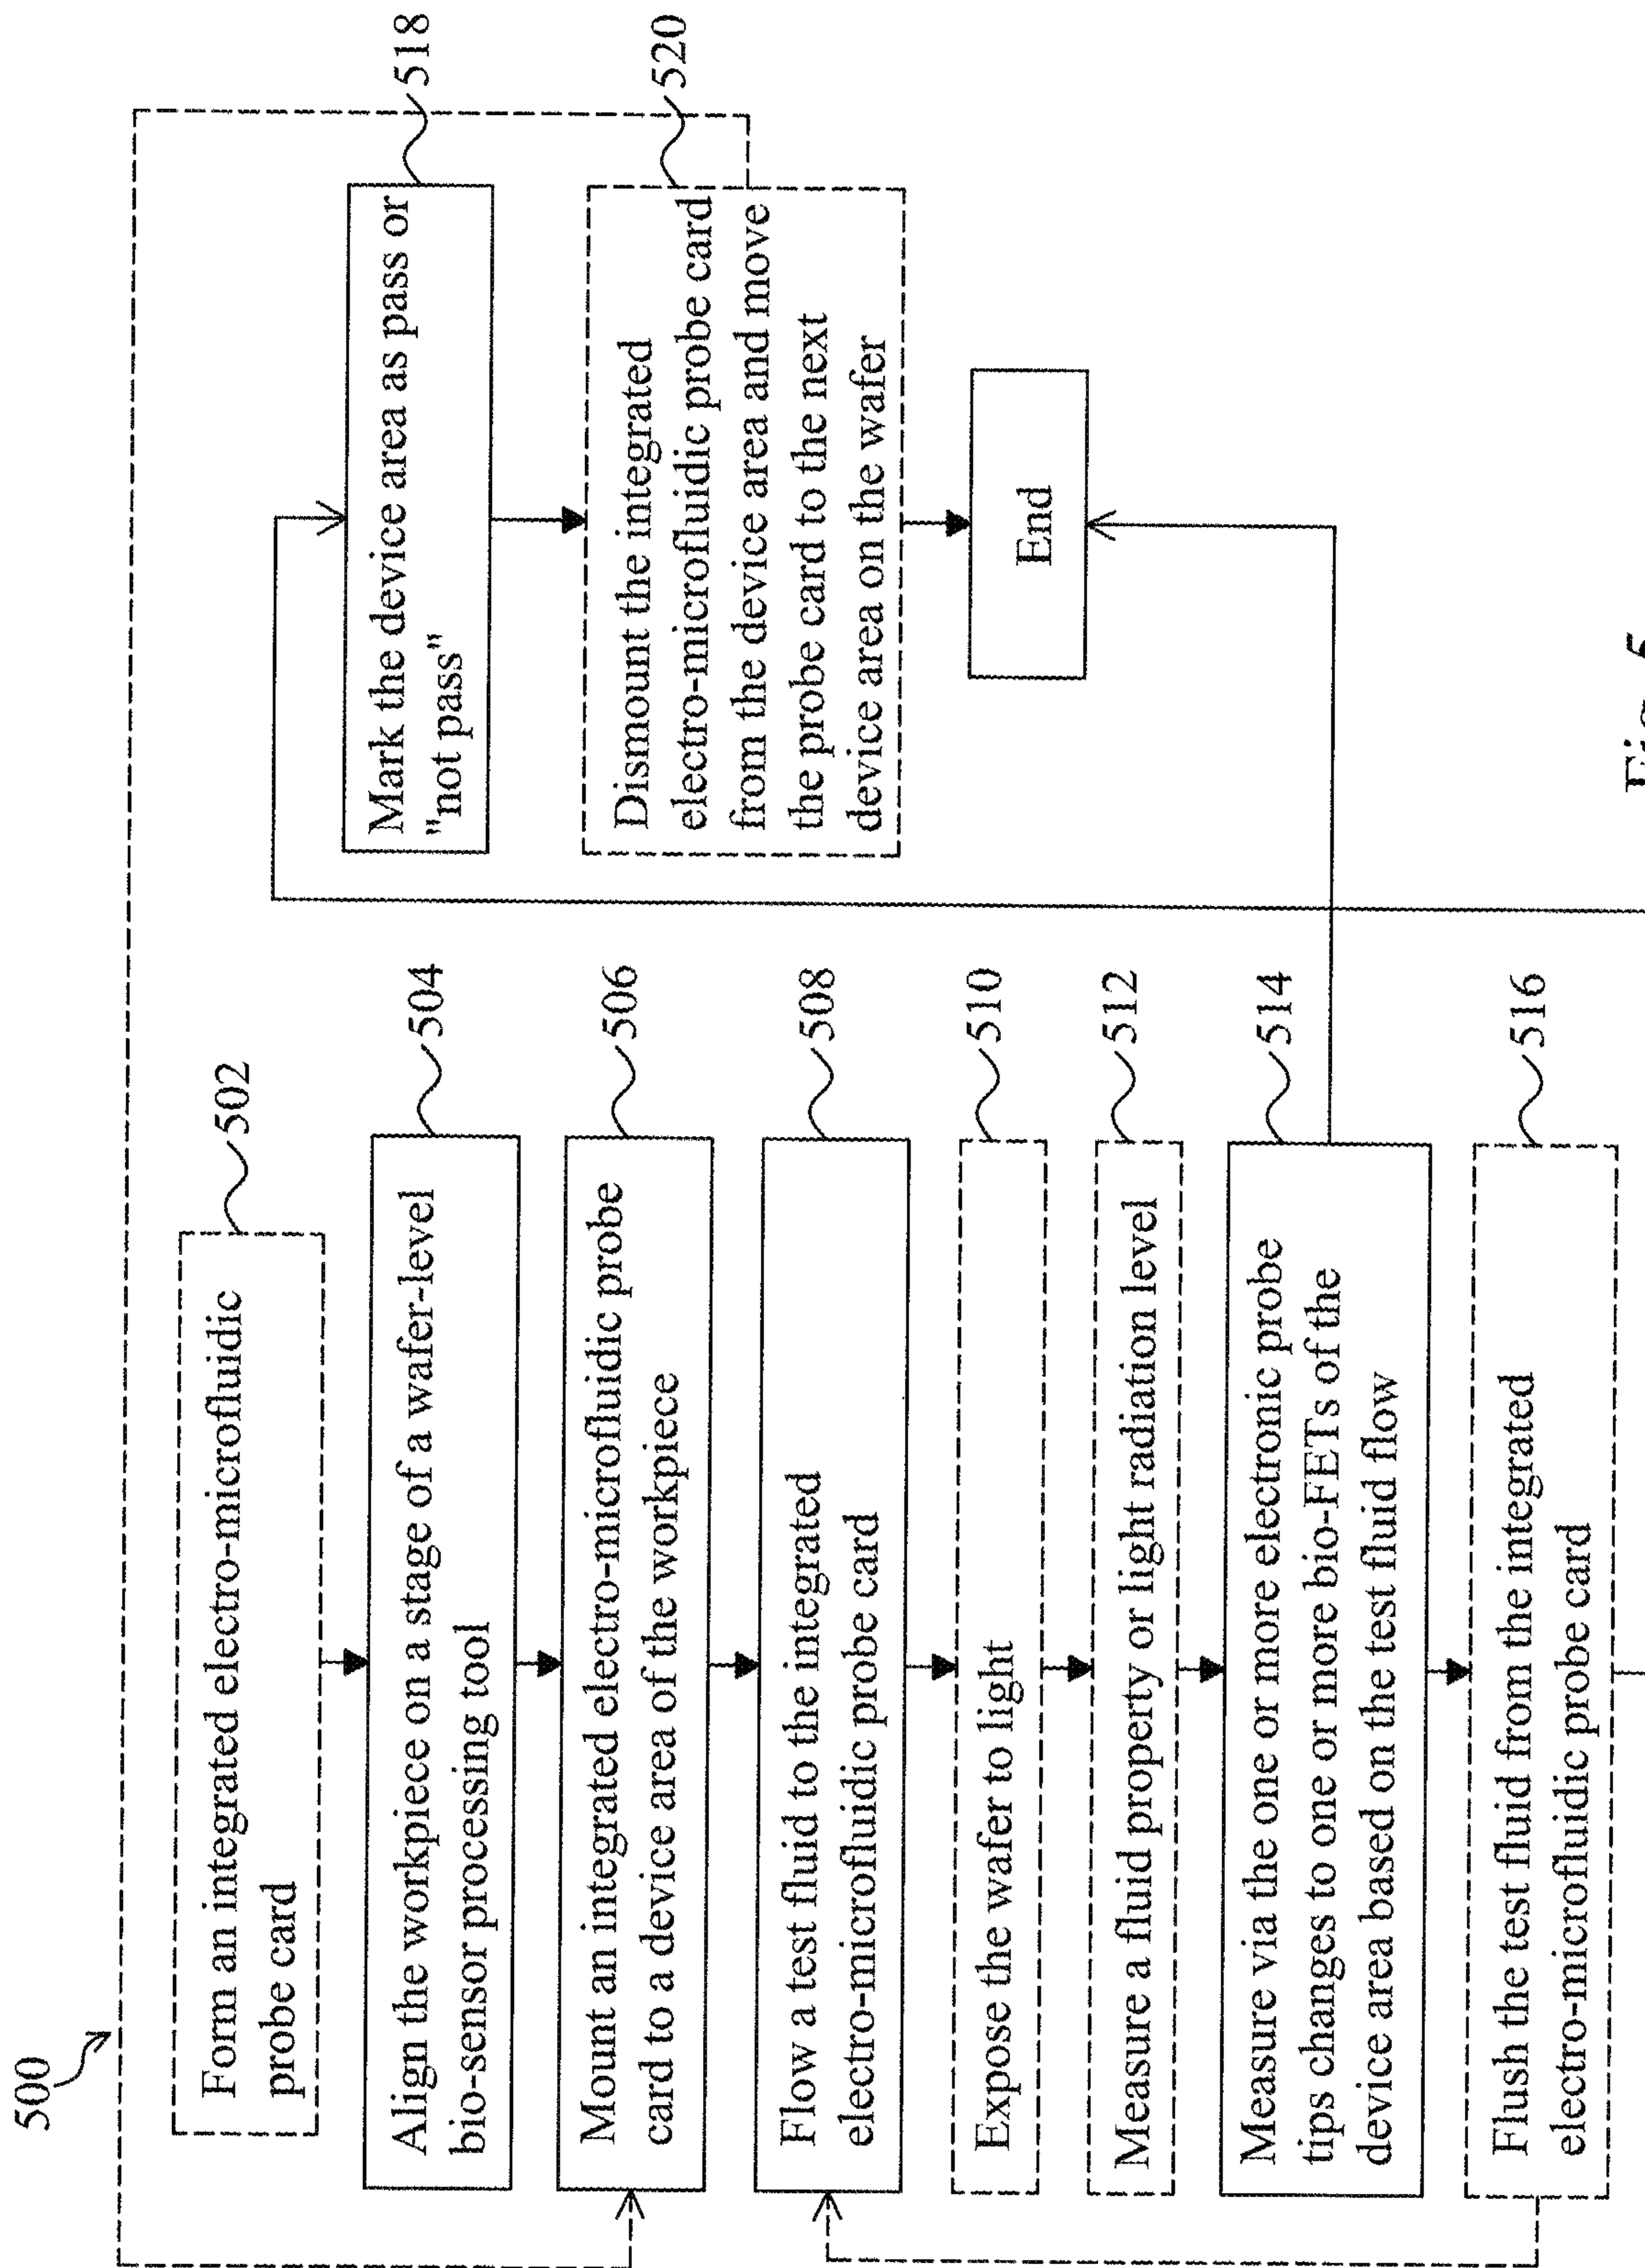 500
Form an integrated electro-microfluidic
probe card
502
Align the workpiece on a stage of a wafer-level
bio-sensor processing tool
504
Mount an integrated electro-microfluidic probe
card to a device area of the workpiece
506
Flow a test fluid to the integrated
electro-microfluidic probe card
508
Expose the wafer to light
510
Measure a fluid property or light radiation level
512
Measure via the one or more electronic probe
tips changes to one or more bio-FETs of the
device area based on the test fluid flow
514
Flush the test fluid from the integrated
electro-microfluidic probe card
516
Mark the device area as pass or
"not pass"
518
Dismount the integrated
electro-microfluidic probe card
from the device area and move
the probe card to the next
device area on the wafer
520
End
Fig. 5